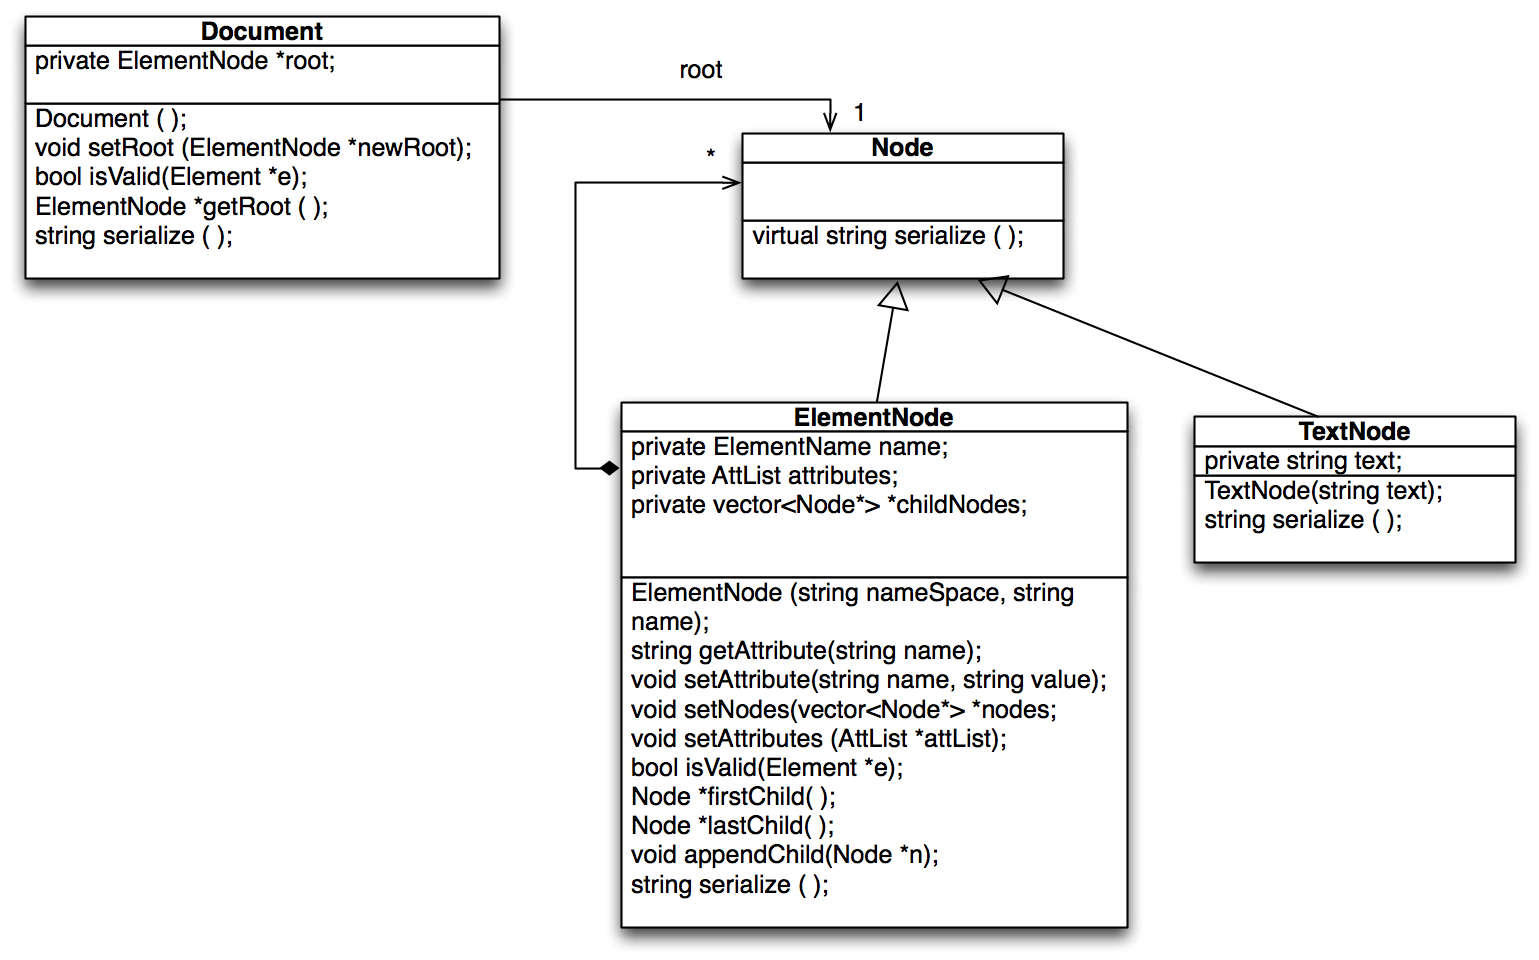 Document
private ElementNode *root;
Document ( );
void setRoot (ElementNode *newRoot);
bool isValid(Element *e);
ElementNode *getRoot ( );
string serialize ( );
root
1
*
Node
virtual string serialize ( );
ElementNode
private ElementName name;
private AttList attributes;
private vector<Node*> *childNodes;
ElementNode (string nameSpace, string
name);
string getAttribute(string name);
void setAttribute(string name, string value);
void setNodes(vector<Node*> *nodes;
void setAttributes (AttList *attList);
bool isValid(Element *e);
Node *firstChild( );
Node *lastChild( );
void appendChild(Node *n);
string serialize ( );
TextNode
private string text;
TextNode(string text);
string serialize ( );